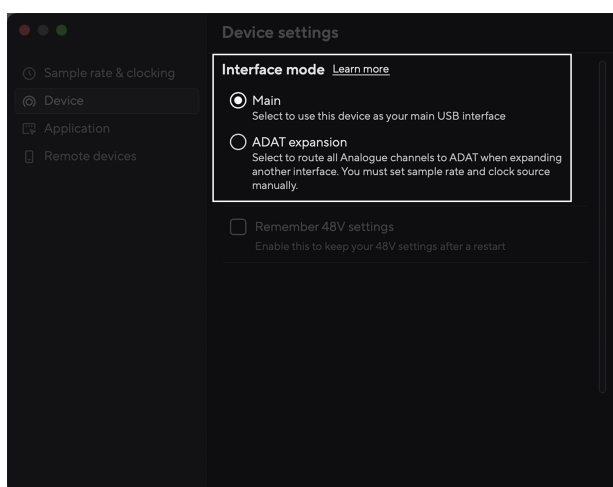 Device settings
Sample rate & clocking
Device
Application
Remote devices
Interface mode Learn more
Main
Select to use this device as your main USB interface
ADAT expansion
Select to route all Analogue channels to ADAT when expanding
another interface. You must set sample rate and clock source
manually.
Remember 48V settings
Enable this to keep your 48V settings after a restart